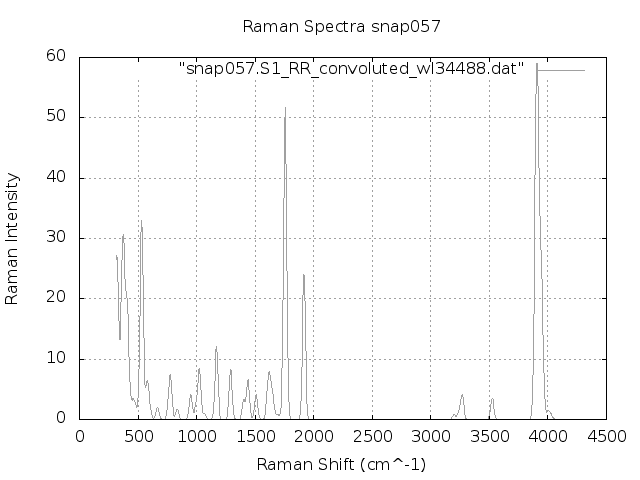 Raman Spectra snap057
"snap057.S1_RR_convoluted_wl34488.dat"
Raman Intensity
60
50
40
30
20
10
0
0 500 1000 1500 2000 2500 3000 3500 4000 4500
Raman Shift (cm^-1)